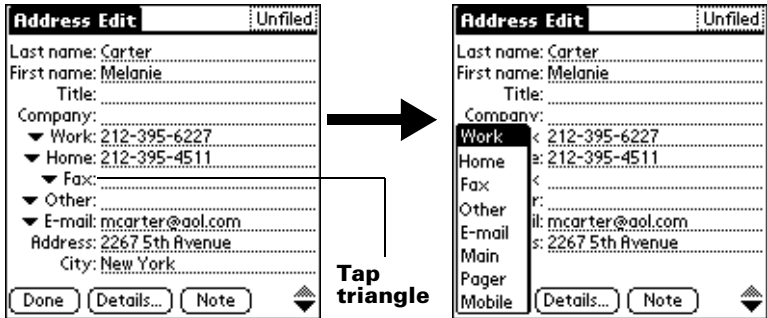 Address Edit Unfiled
Last name: Carter
First name: Melanie
Title:
Company:
Work: 212-395-6227
Home: 212-395-4511
Fax:
Other:
E-mail: mcarter@aol.com
Address: 2267 5th Avenue
City: New York
Done Details... Note
Tap
triangle
Address Edit Unfiled
Last name: Carter
First name: Melanie
Title:
Company:
Work k 212-395-6227
Home e: 212-395-4511
Fax
Other r:
E-mail il: mcarter@aol.com
Main s: 2267 5th Avenue
Pager
Mobile Details... Note